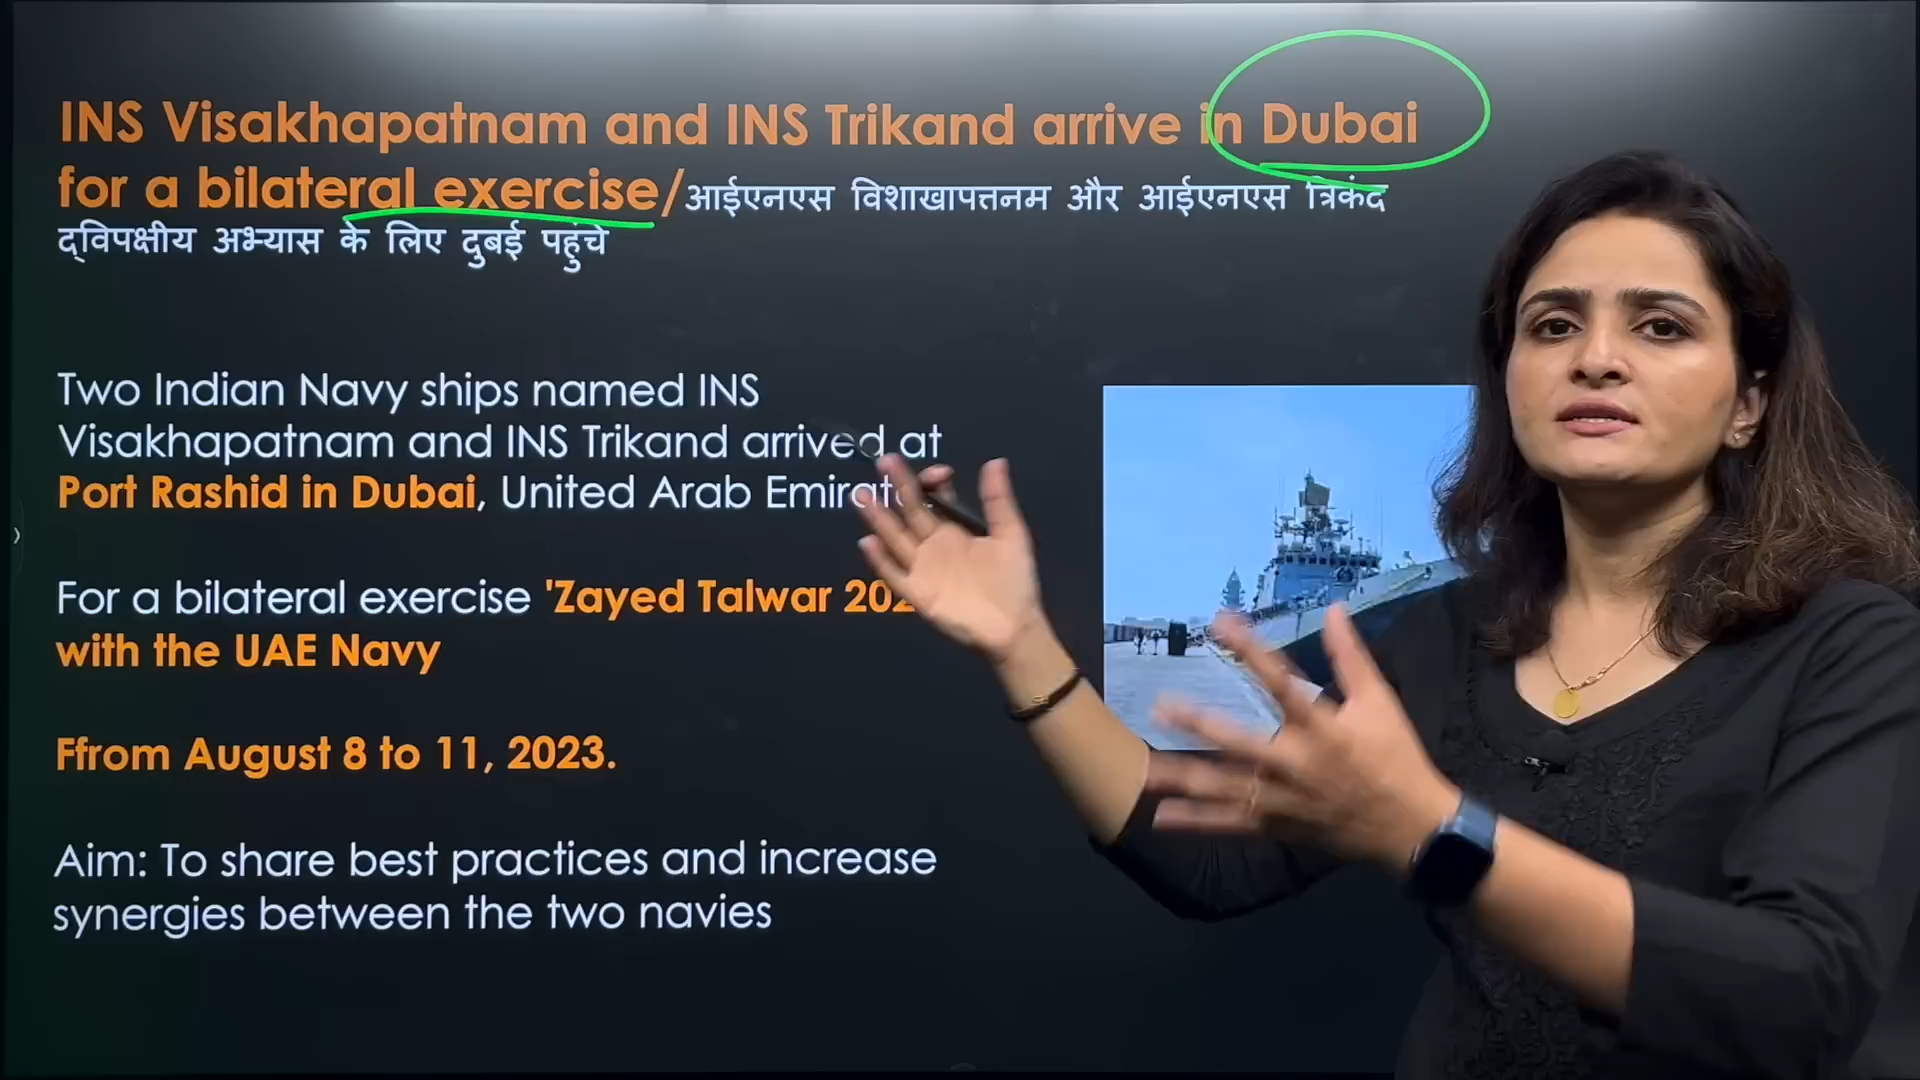 INS Visakhapatnam and INS Trikand arrive in Dubai
for a bilateral exercise/आईएनएस विशाखापत्तनम और आईएनएस त्रिकंद
द्विपक्षीय अभ्यास के लिए दुबई पहुंचे
Two Indian Navy ships named INS
Visakhapatnam and INS Trikand arrived at
Port Rashid in Dubai, United Arab
For a bilateral exercise 'Zayed Talwar
with the UAE Navy
Ffrom August 8 to 11, 2023.
Aim: To share best practices and increase
synergies between the two navies